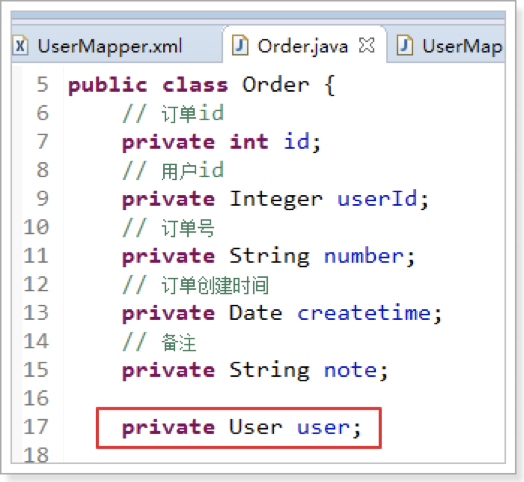 UserMapper.xml
Order.java
UserMap
5 public class Order {
6 // 订单id
7 private int id;
8 // 用户id
9 private Integer userId;
10 // 订单号
11 private String number;
12 // 订单创建时间
13 private Date createtime;
14 // 备注
15 private String note;
16
17 private User user;
18